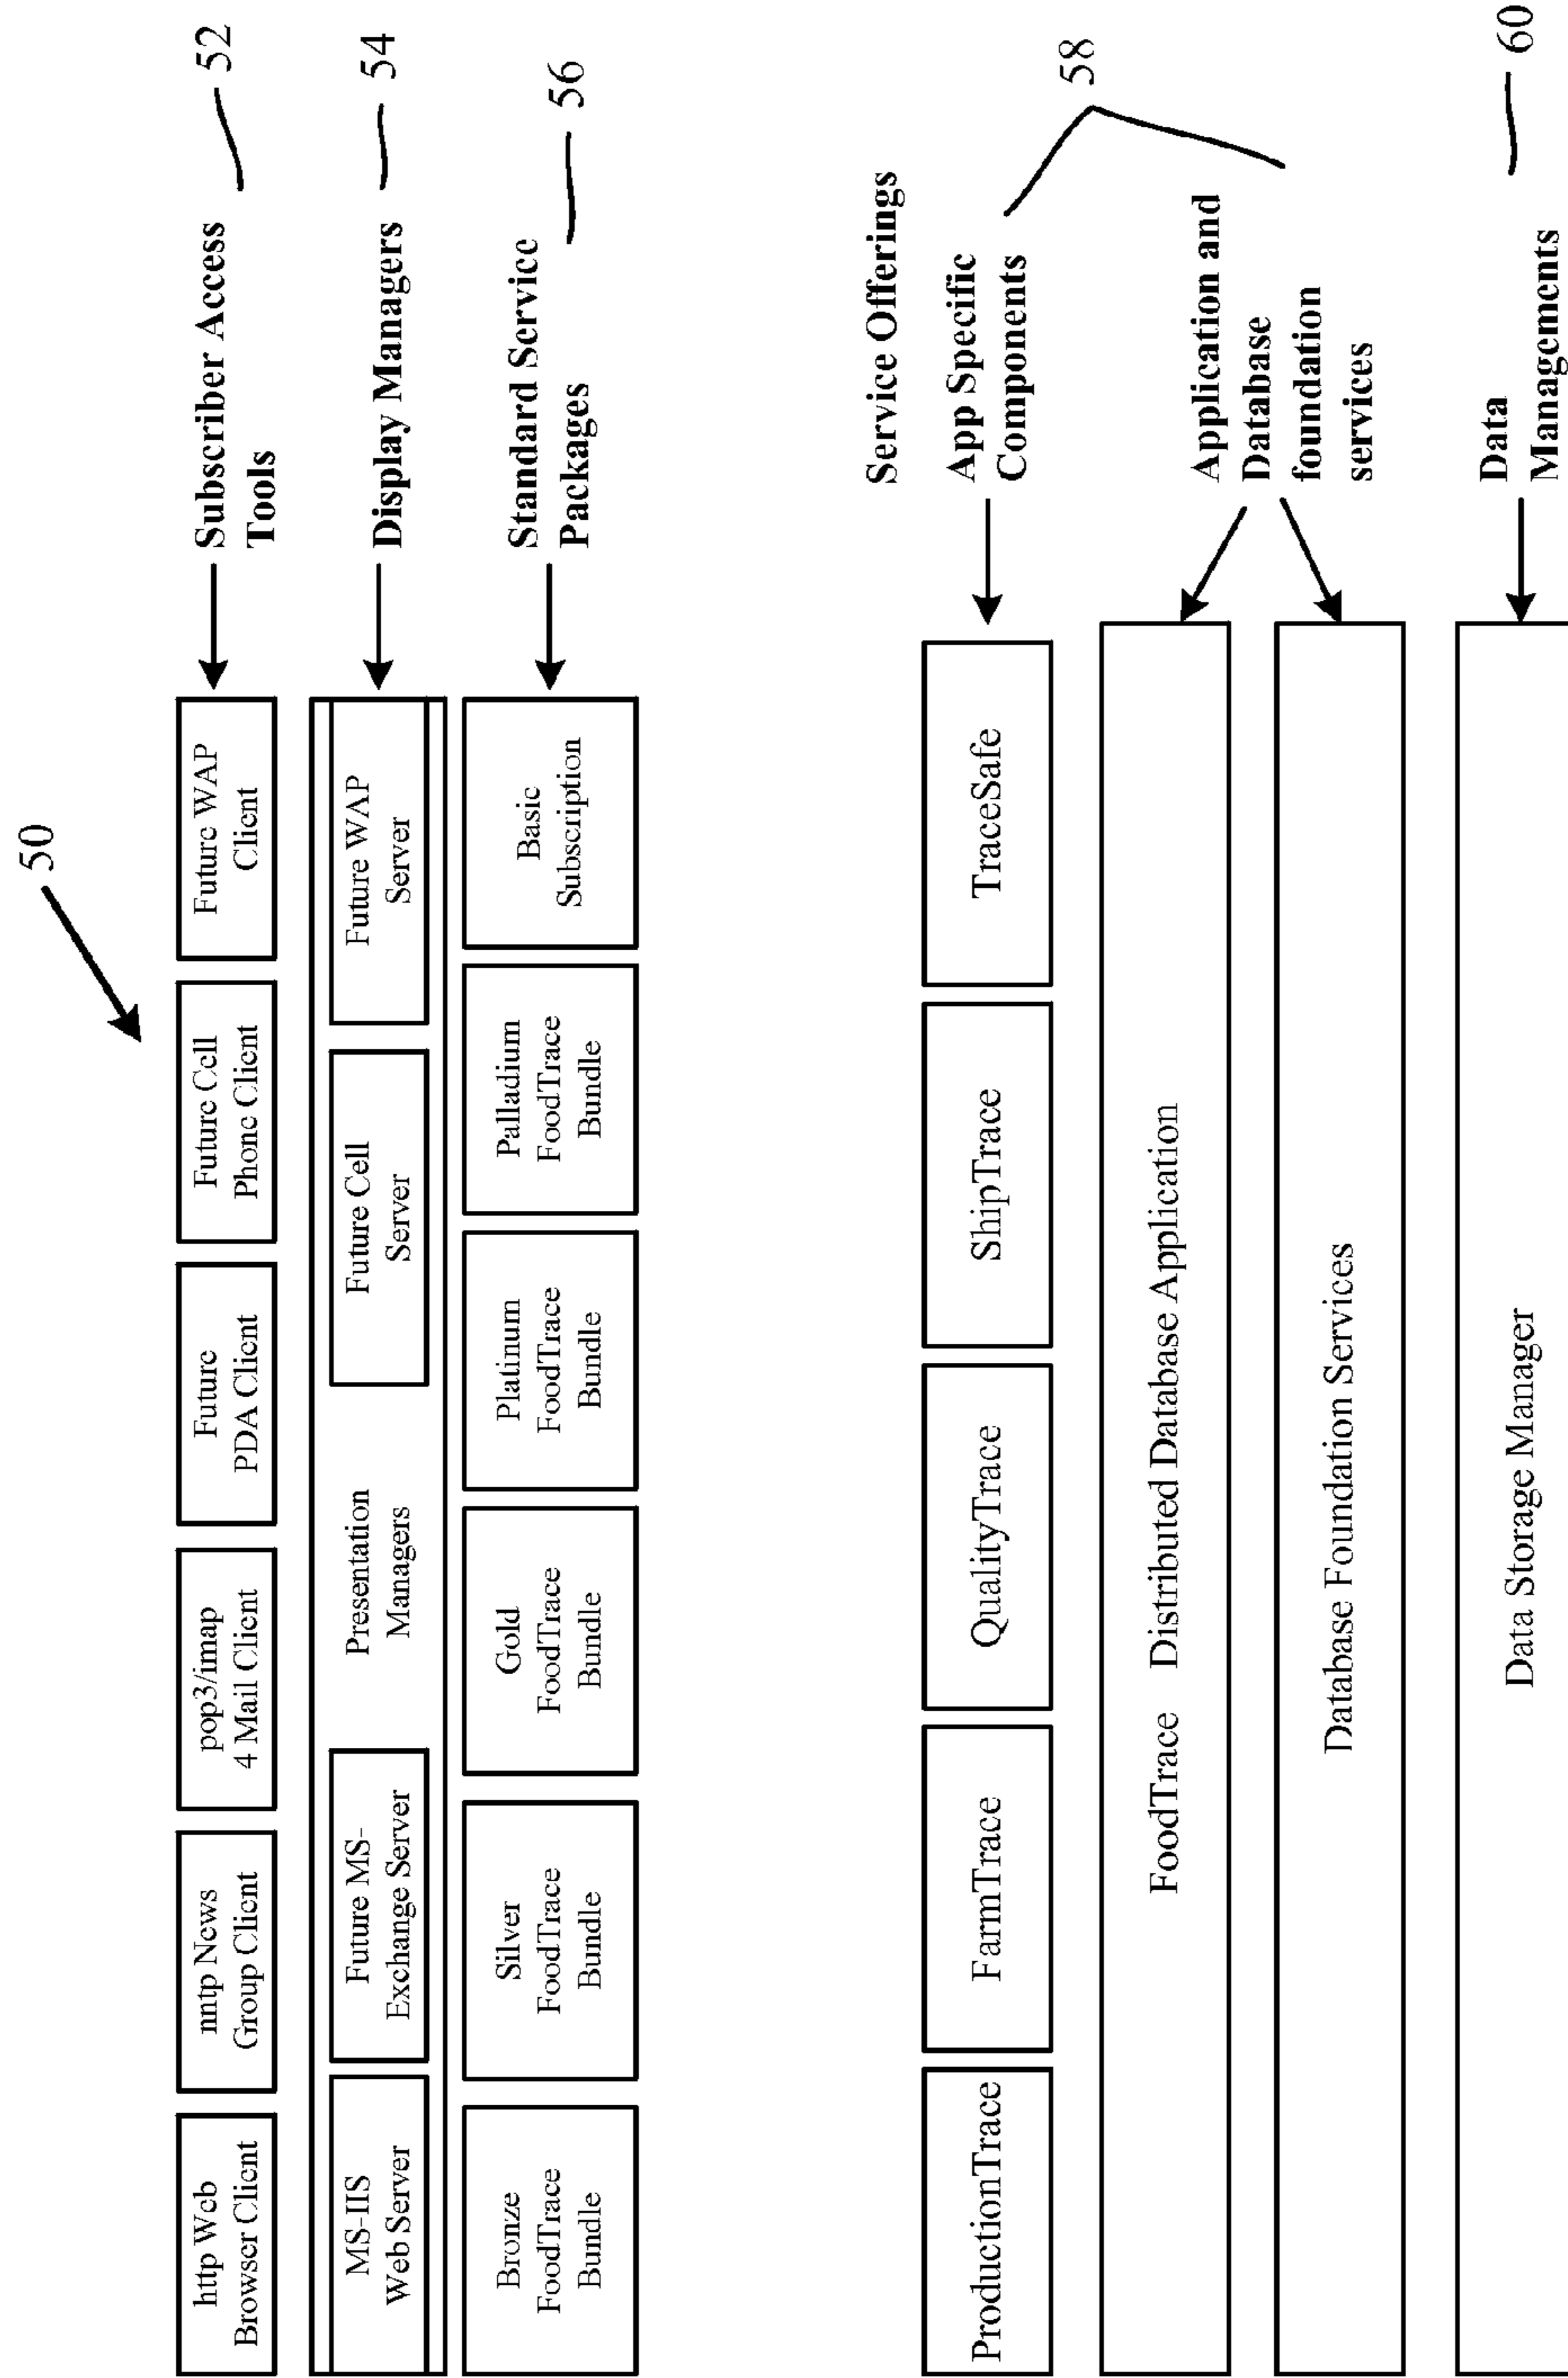 50
http Web
Browser Client
nntp News
Group Client
pop3/imap
4 Mail Client
Future
PDA Client
Future Cell
Phone Client
Future WAP
Client
Subscriber Access
Tools
52
MS-IIS
Web Server
Future MS-
Exchange Server
Presentation
Managers
Future Cell
Server
Future WAP
Server
Display Managers
54
Bronze
FoodTrace
Bundle
Silver
FoodTrace
Bundle
Gold
FoodTrace
Bundle
Platinum
FoodTrace
Bundle
Palladium
FoodTrace
Bundle
Basic
Subscription
Standard Service
Packages
56
Service Offerings
ProductionTrace
FarmTrace
QualityTrace
ShipTrace
TraceSafe
App Specific
Components
58
FoodTrace Distributed Database Application
Database Foundation Services
Application and
Database
foundation
services
Data Storage Manager
Data
Managements
60